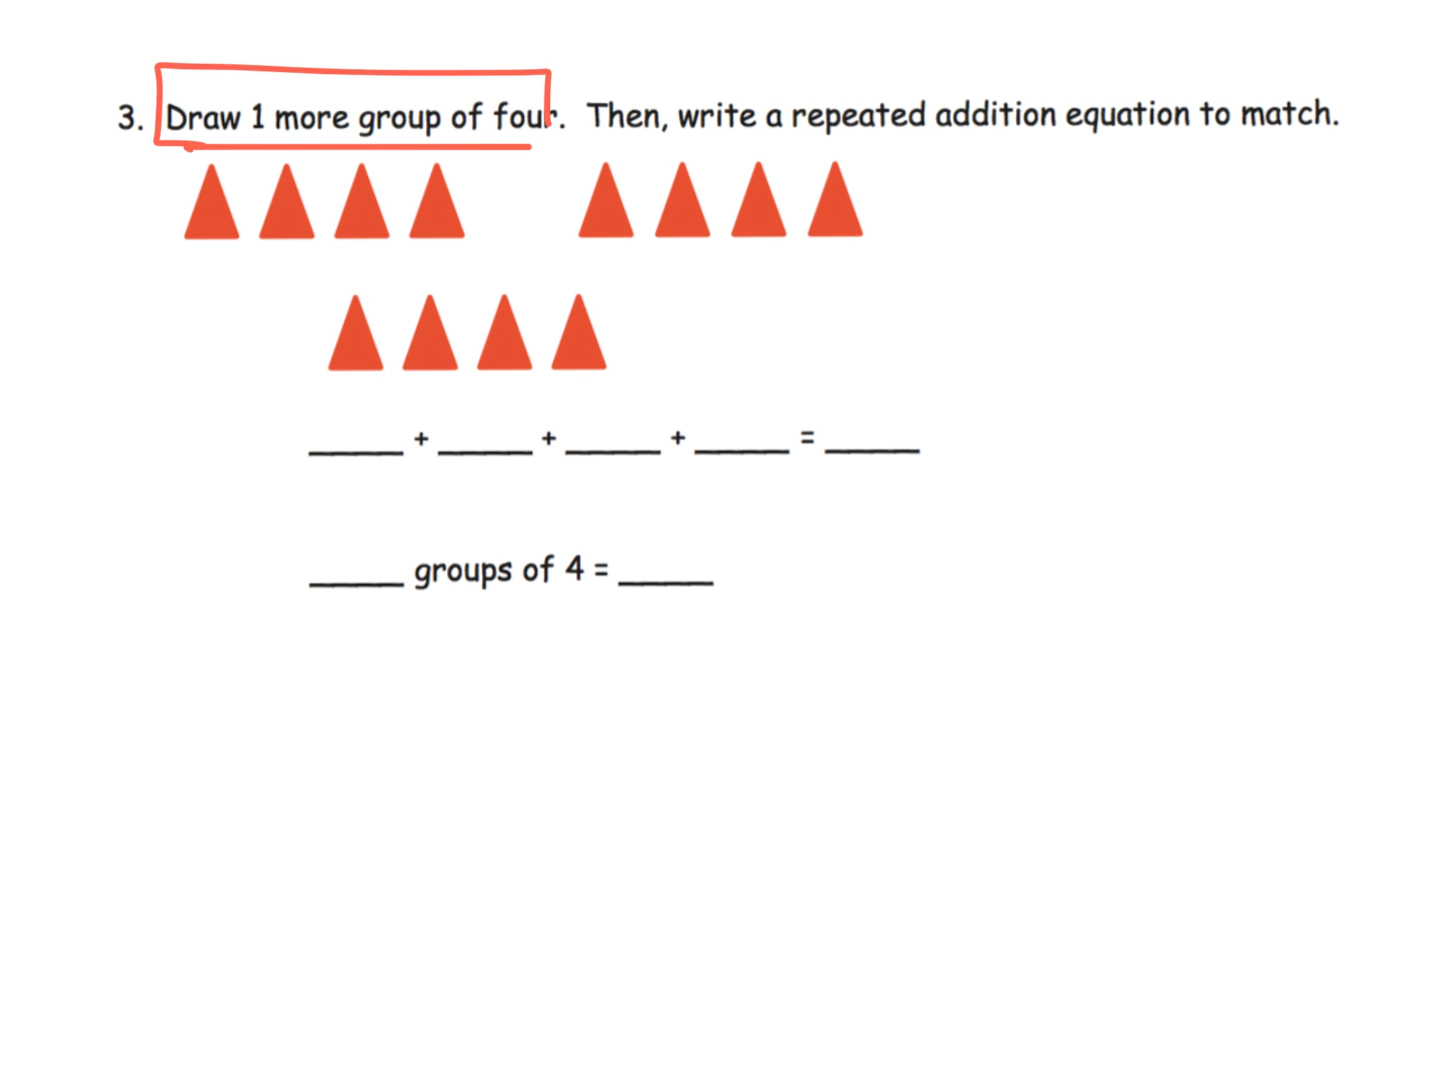 3. Draw 1 more group of four. Then, write a repeated addition equation to match.
_____ + _____ + _____ + _____ = _____
_____ groups of 4 = _____